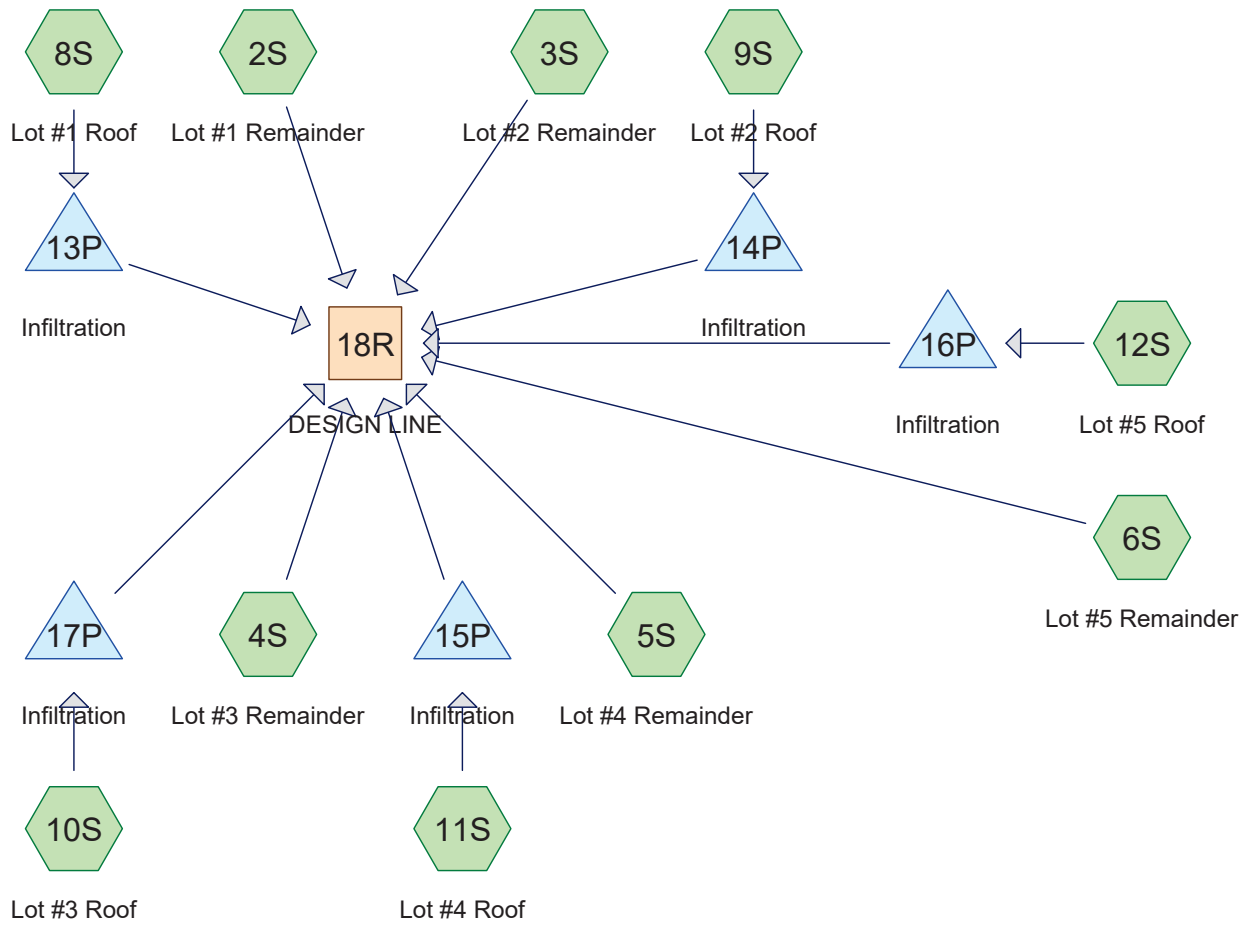 8S
2S
3S
9S
Lot #1 Roof
Lot #1 Remainder
Lot #2 Remainder
Lot #2 Roof
13P
14P
Infiltration
Infiltration
18R
16P
12S
DESIGN LINE
Infiltration
Lot #5 Roof
6S
Lot #5 Remainder
17P
4S
15P
5S
Infiltration
Lot #3 Remainder
Infiltration
Lot #4 Remainder
10S
11S
Lot #3 Roof
Lot #4 Roof